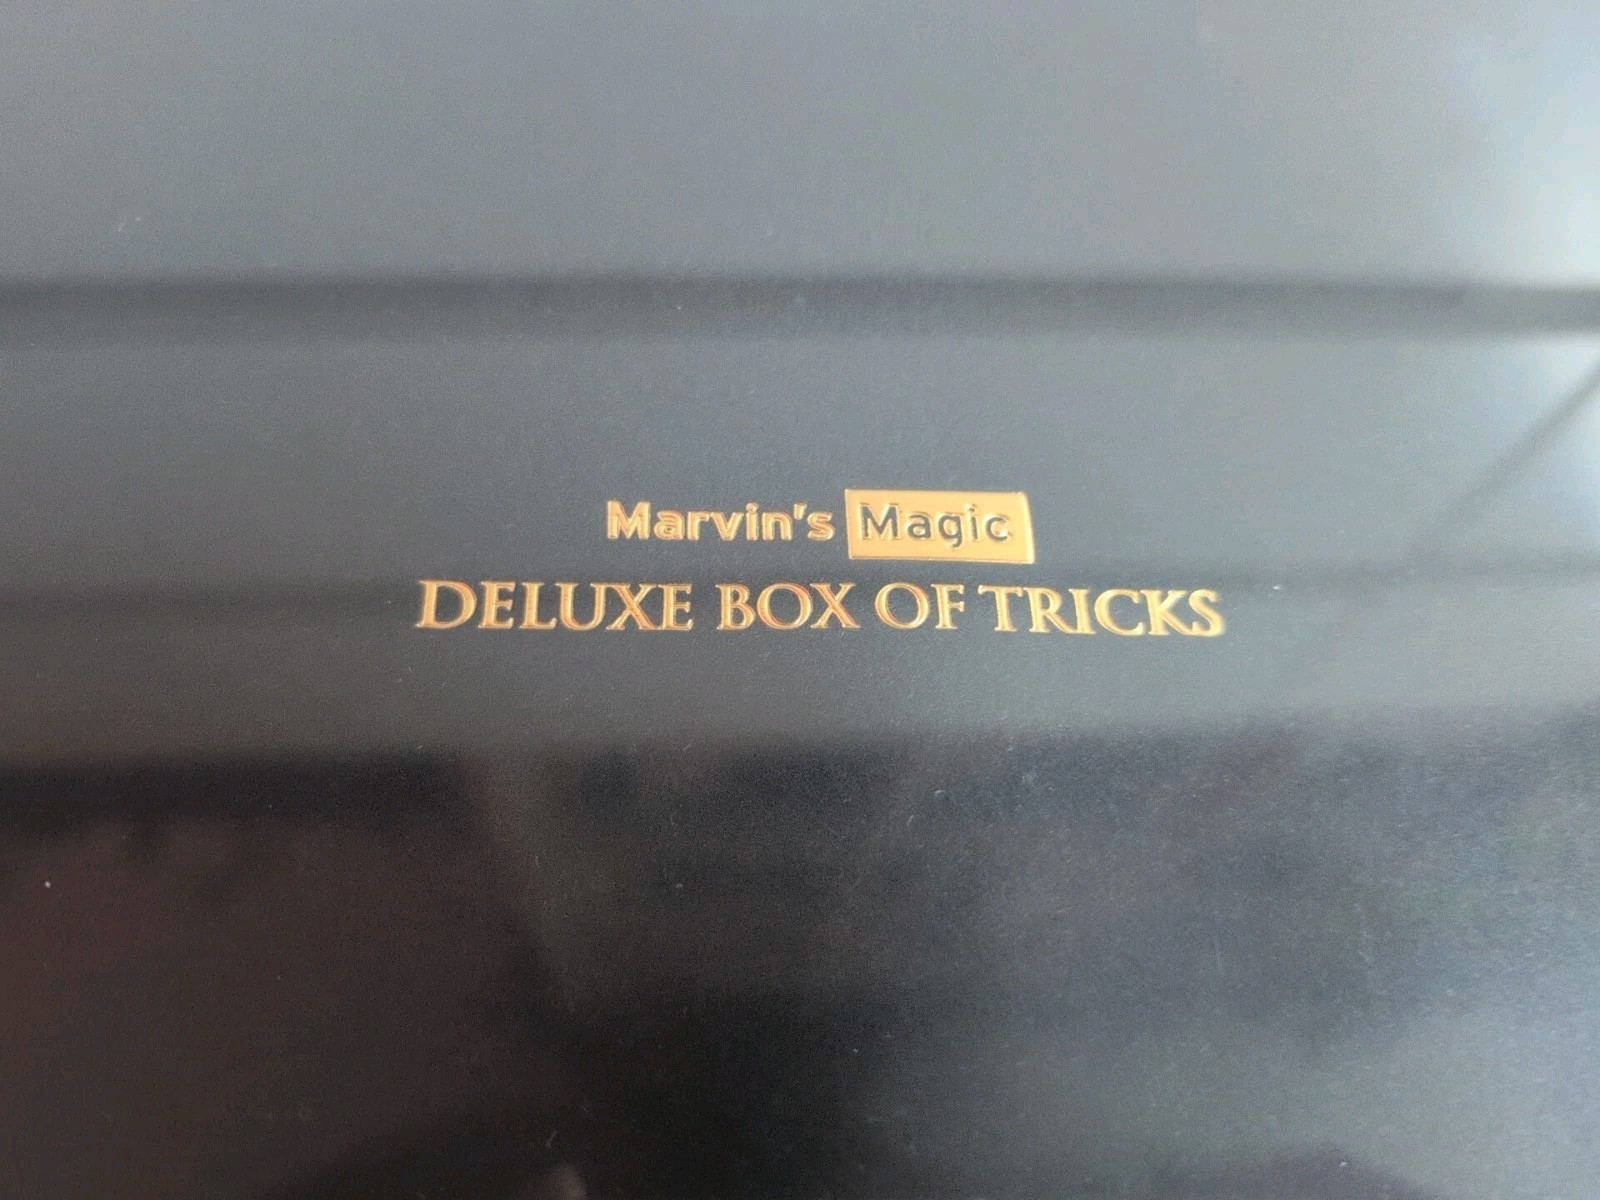 Marvin's Magic
DELUXE BOX OF TRICKS